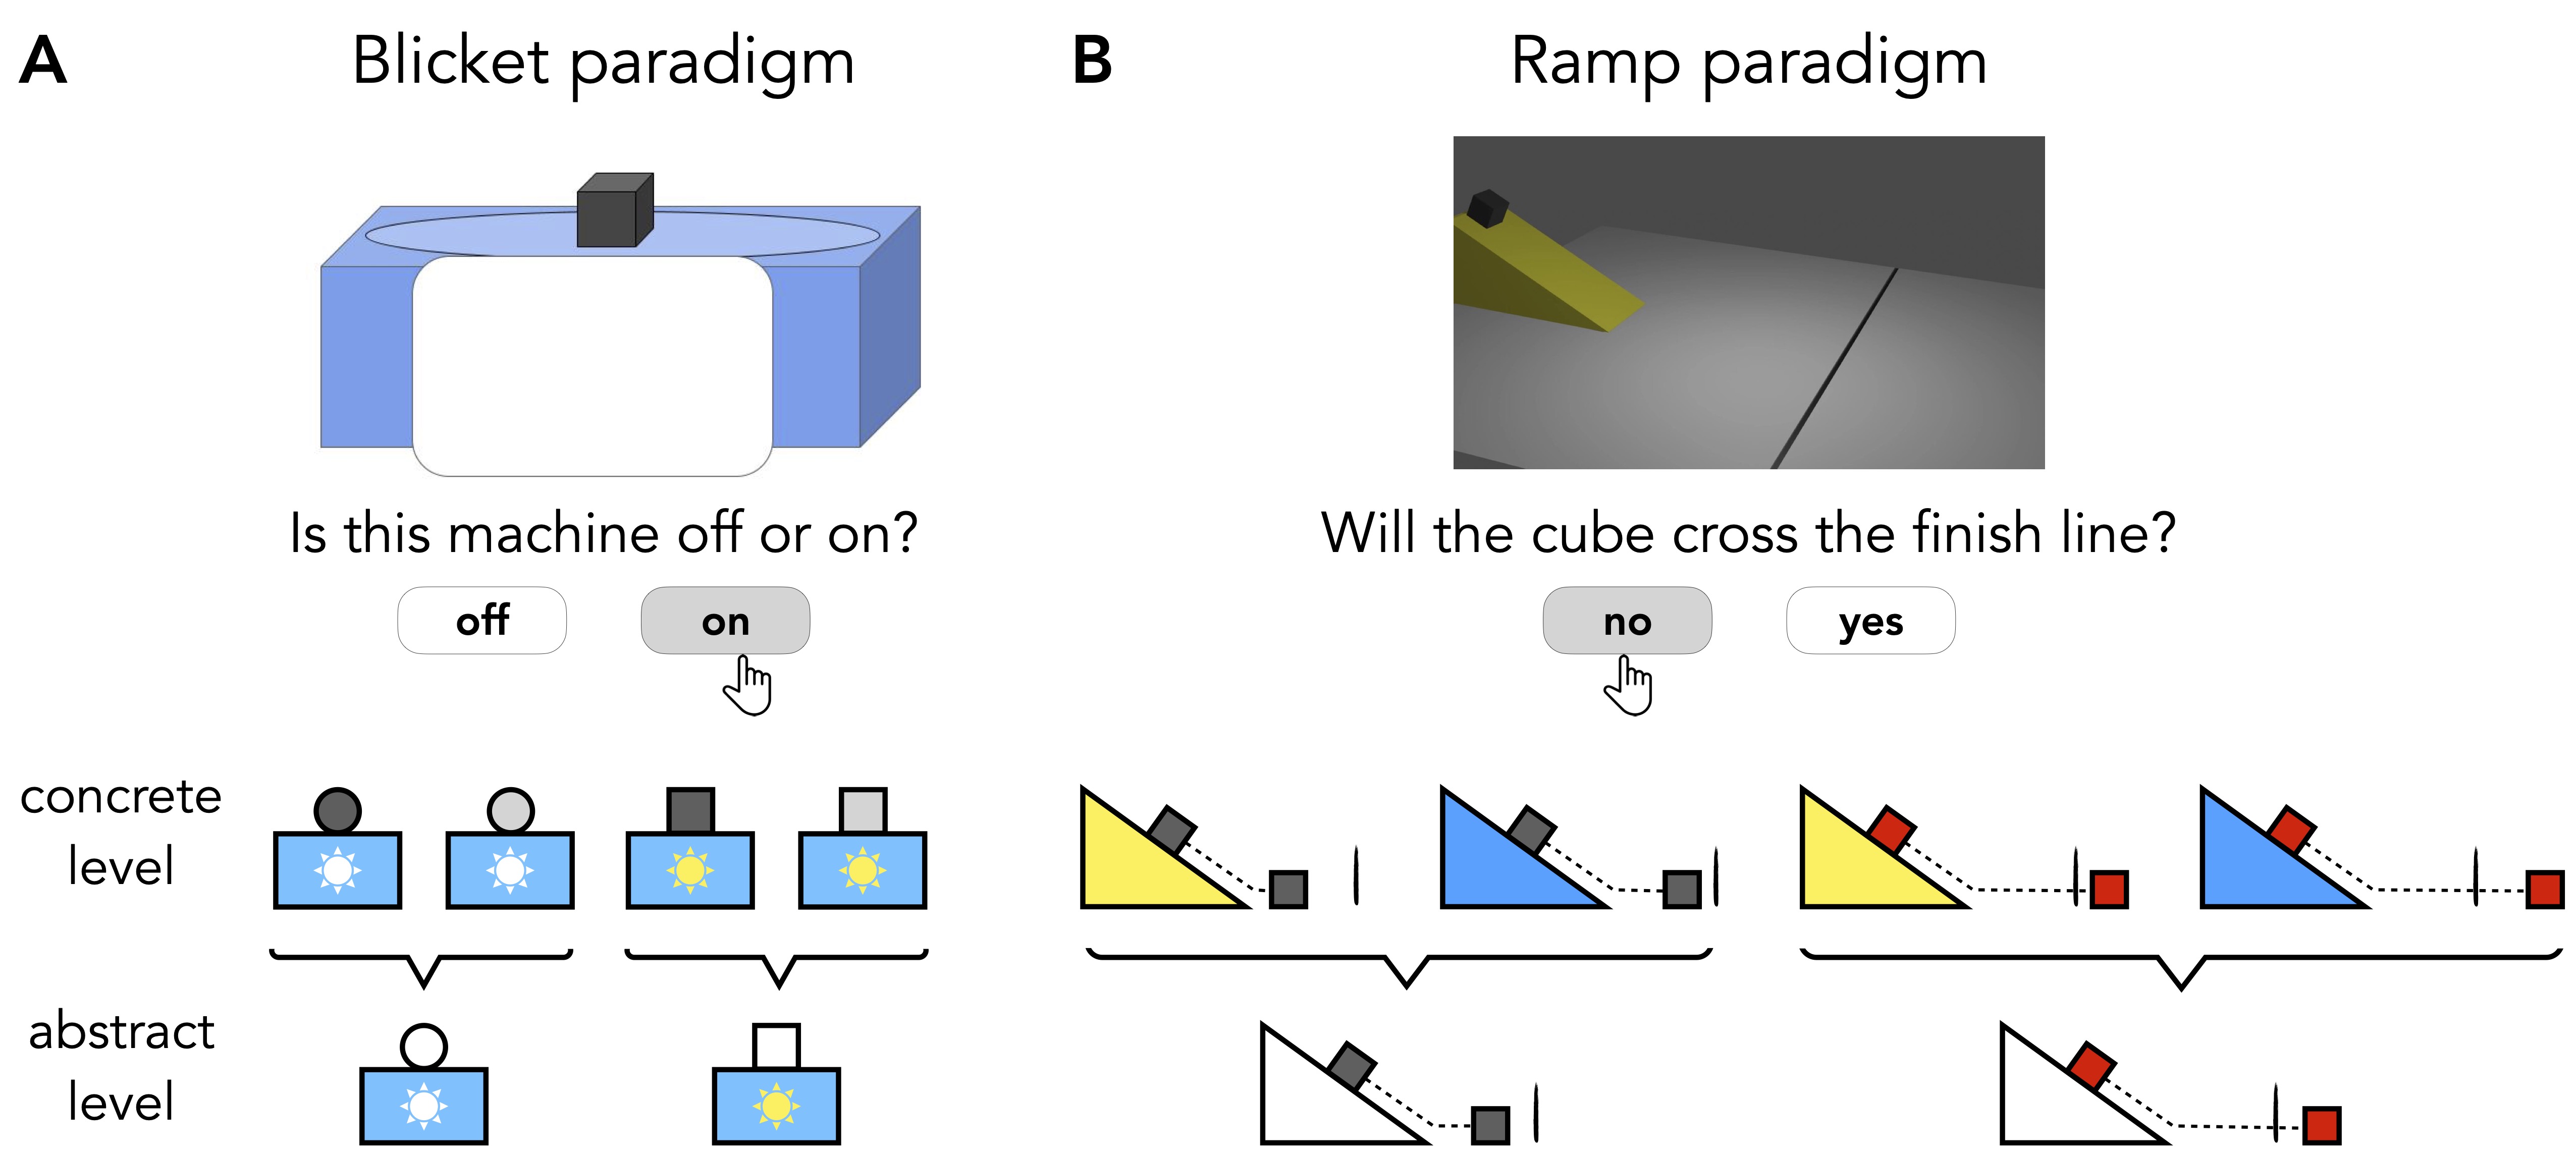 A
Blicket paradigm
Is this machine off or on?
off
on
concrete
level
abstract
level
B
Ramp paradigm
Will the cube cross the finish line?
no
yes